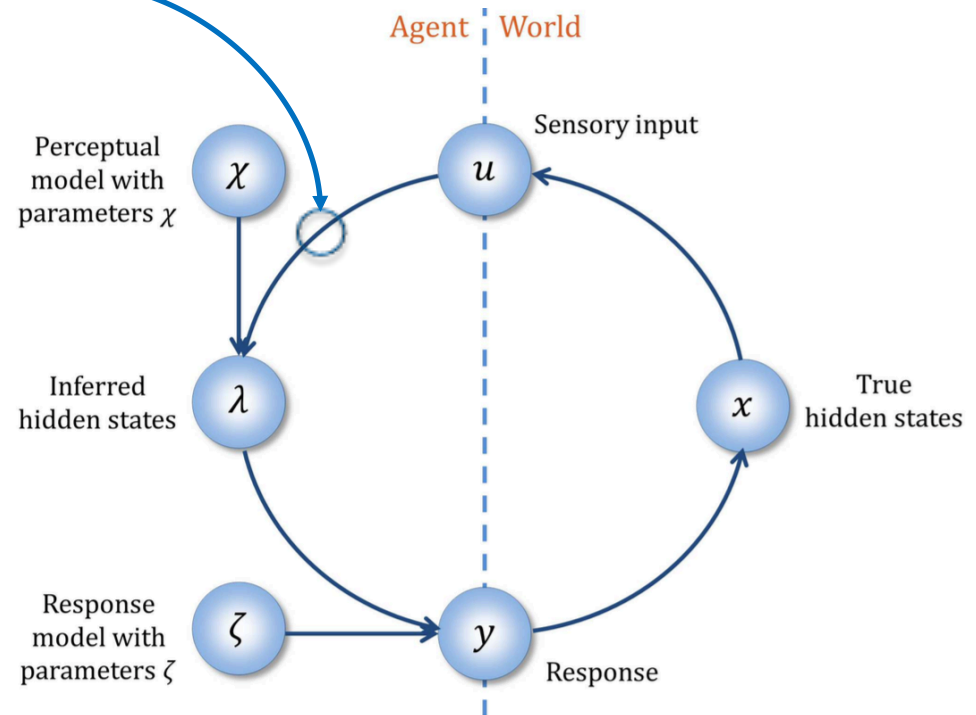 Agent World
Sensory input
u
Perceptual
model with
parameters χ
χ
Inferred
hidden states
λ
x
True
hidden states
Response
model with
parameters ζ
ζ
y
Response